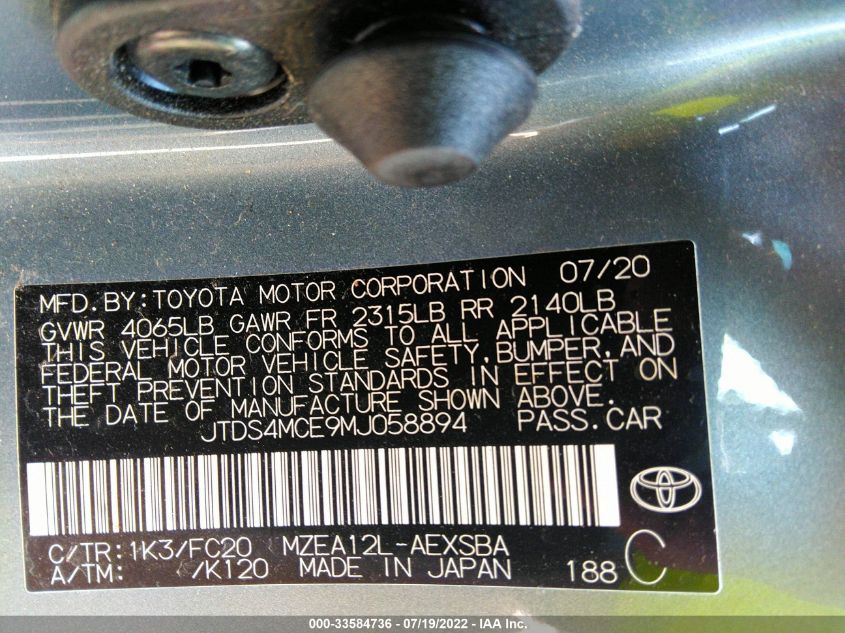 MFD.BY:TOYOTA MOTOR CORPORATION 07/20
GVWR 4065LB GAWR FR 2315LB RR 2140LB
THIS VEHICLE CONFORMS TO ALL APPLICABLE
FEDERAL MOTOR VEHICLE SAFETY,BUMPER,AND
THEFT PREVENTION STANDARDS IN EFFECT ON
THE DATE OF MANUFACTURE SHOWN ABOVE.
JTDS4MCE9MJ058894 PASS.CAR
C/TR:1K3/FC20 MZEA12L-AEXSBA
A/TM: /K120 MADE IN JAPAN 188 C
000-33584736 - 07/19/2022 - IAA Inc.